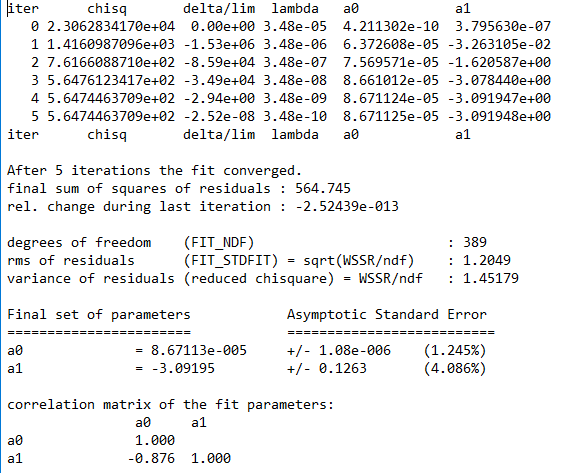 iter      chisq       delta/lim  lambda   a0            a1
   0 2.3062834170e+04  0.00e+00 3.48e-05  4.211302e-10  3.795630e-07
   1 1.4160987096e+03 -1.53e+06 3.48e-06  6.372608e-05 -3.263105e-02
   2 7.6166088710e+02 -8.59e+04 3.48e-07  7.569571e-05 -1.620587e+00
   3 5.6476123417e+02 -3.49e+04 3.48e-08  8.661012e-05 -3.078440e+00
   4 5.6474463709e+02 -2.94e+00 3.48e-09  8.671124e-05 -3.091947e+00
   5 5.6474463709e+02 -2.52e-08 3.48e-10  8.671125e-05 -3.091948e+00
iter      chisq       delta/lim  lambda   a0            a1
After 5 iterations the fit converged.
final sum of squares of residuals : 564.745
rel. change during last iteration : -2.52439e-013
degrees of freedom    (FIT_NDF)                        : 389
rms of residuals      (FIT_STDFIT) = sqrt(WSSR/ndf)    : 1.2049
variance of residuals (reduced chisquare) = WSSR/ndf   : 1.45179
Final set of parameters            Asymptotic Standard Error
=======================            ==========================
a0              = 8.67113e-005     +/- 1.08e-006    (1.245%)
a1              = -3.09195         +/- 0.1263       (4.086%)
correlation matrix of the fit parameters:
                a0     a1
a0              1.000
a1             -0.876  1.000